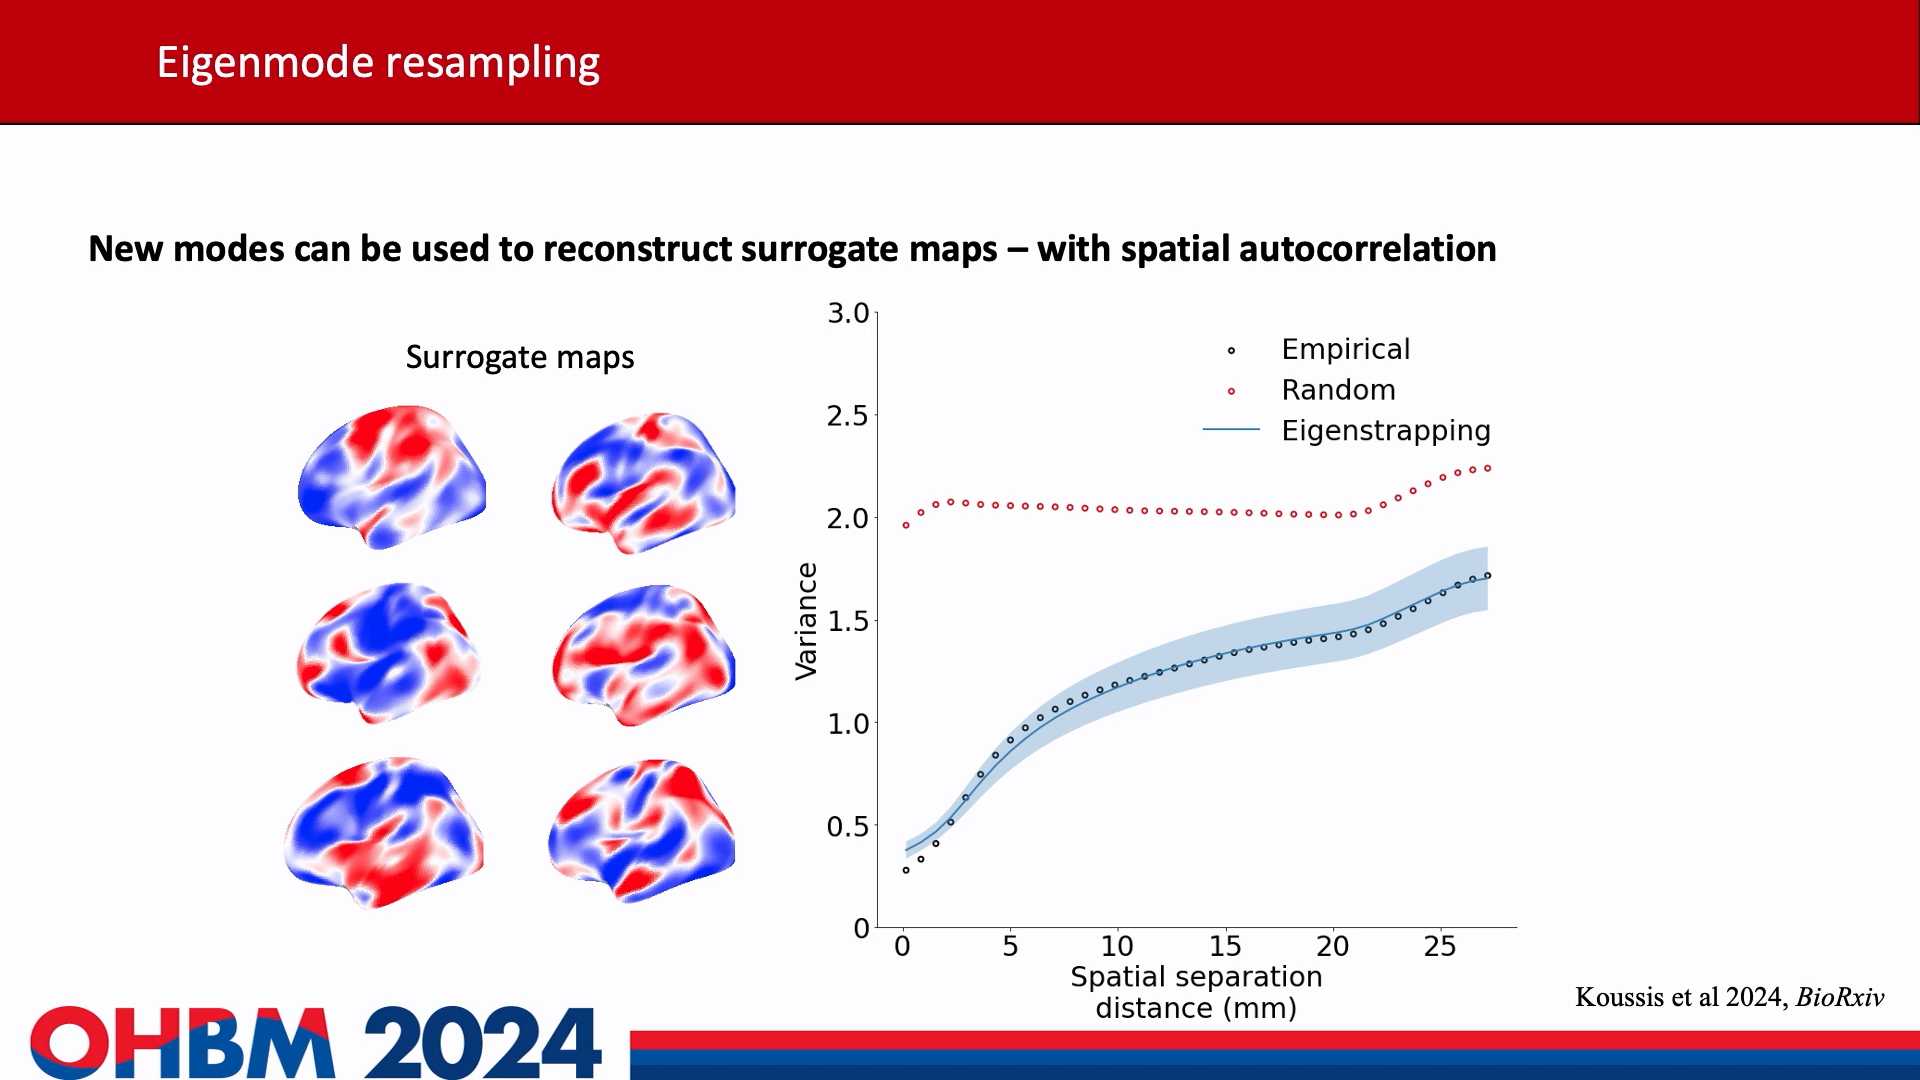 Eigenmode resampling
New modes can be used to reconstruct surrogate maps – with spatial autocorrelation
Surrogate maps
3.0
2.5
2.0
1.5
1.0
0.5
0
Variance
Empirical
Random
Eigenstrapping
0 5 10 15 20 25
Spatial separation
distance (mm)
Koussis et al 2024, BioRxiv
OHBM 2024